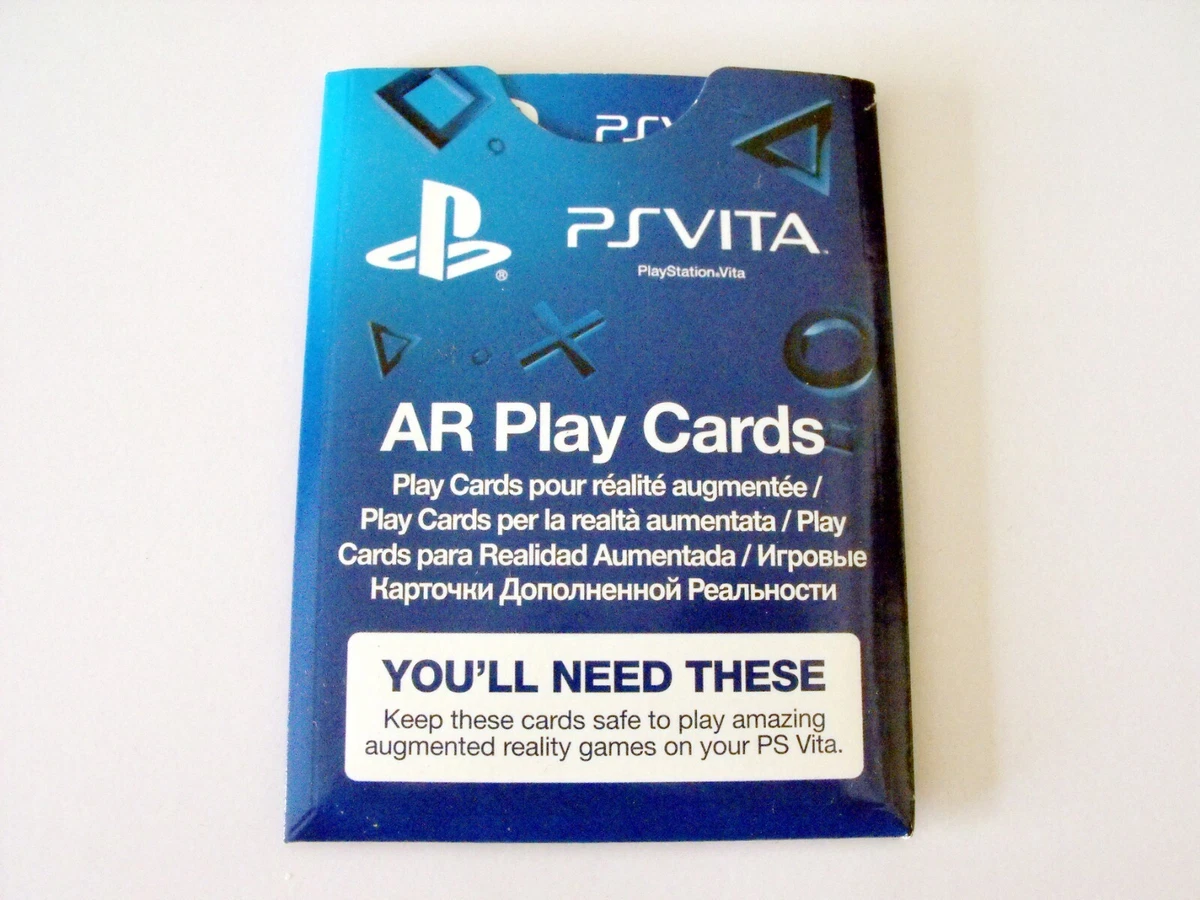 PSV
PSVITA™
PlayStation®Vita
®
AR Play Cards
Play Cards pour réalité augmentée /
Play Cards per la realtà aumentata / Play
Cards para Realidad Aumentada / Игровые
Карточки Дополненной Реальности
YOU'LL NEED THESE
Keep these cards safe to play amazing
augmented reality games on your PS Vita.